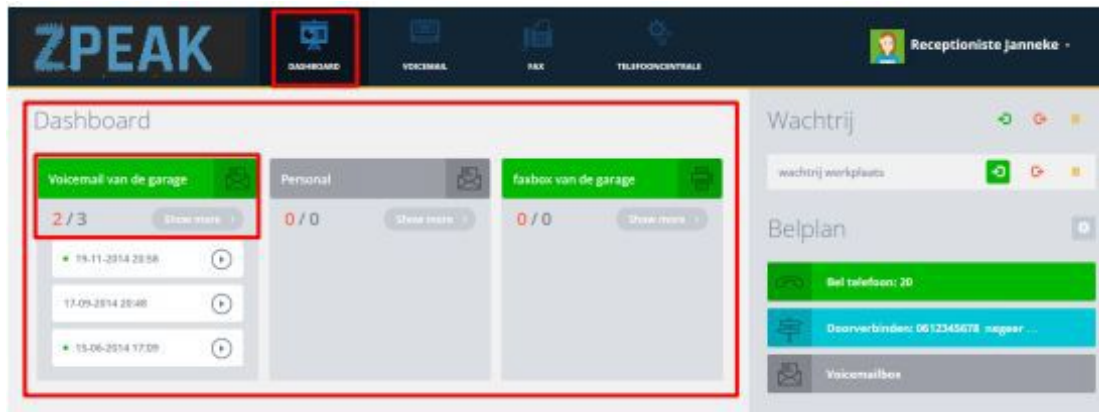 ZPEAK
DASHBOARD
VOICEMAIL
FAX
TELEFOONCENTRALE
Receptioniste Janneke
Dashboard
Voicemail van de garage
2 / 3
Show more
19-11-2014 20:58
17-09-2014 20:48
15-06-2014 17:09
Personal
0 / 0
Show more
faxbox van de garage
0 / 0
Show more
Wachtrij
wachtrij werkplaats
Belplan
Bel telefoon: 20
Doorverbinden: 0612345678 nageer ...
Voicemailbox